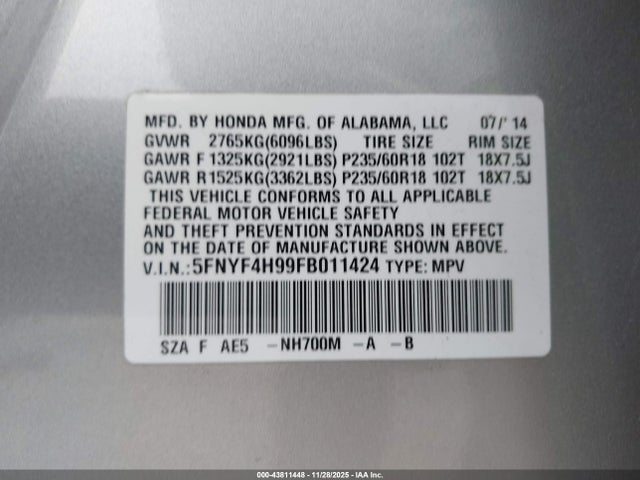 MFD. BY HONDA MFG. OF ALABAMA, LLC 07/'14
GVWR 2765KG(6096LBS) TIRE SIZE RIM SIZE
GAWR F 1325KG(2921LBS) P235/60R18 102T 18X7.5J
GAWR R 1525KG(3362LBS) P235/60R18 102T 18X7.5J
THIS VEHICLE CONFORMS TO ALL APPLICABLE
FEDERAL MOTOR VEHICLE SAFETY
AND THEFT PREVENTION STANDARDS IN EFFECT
ON THE DATE OF MANUFACTURE SHOWN ABOVE.
V.I.N.: 5FNYF4H99FB011424 TYPE: MPV
SZA F AE5 -NH700M -A -B
000-43811448 - 11/28/2025 - IAA Inc.